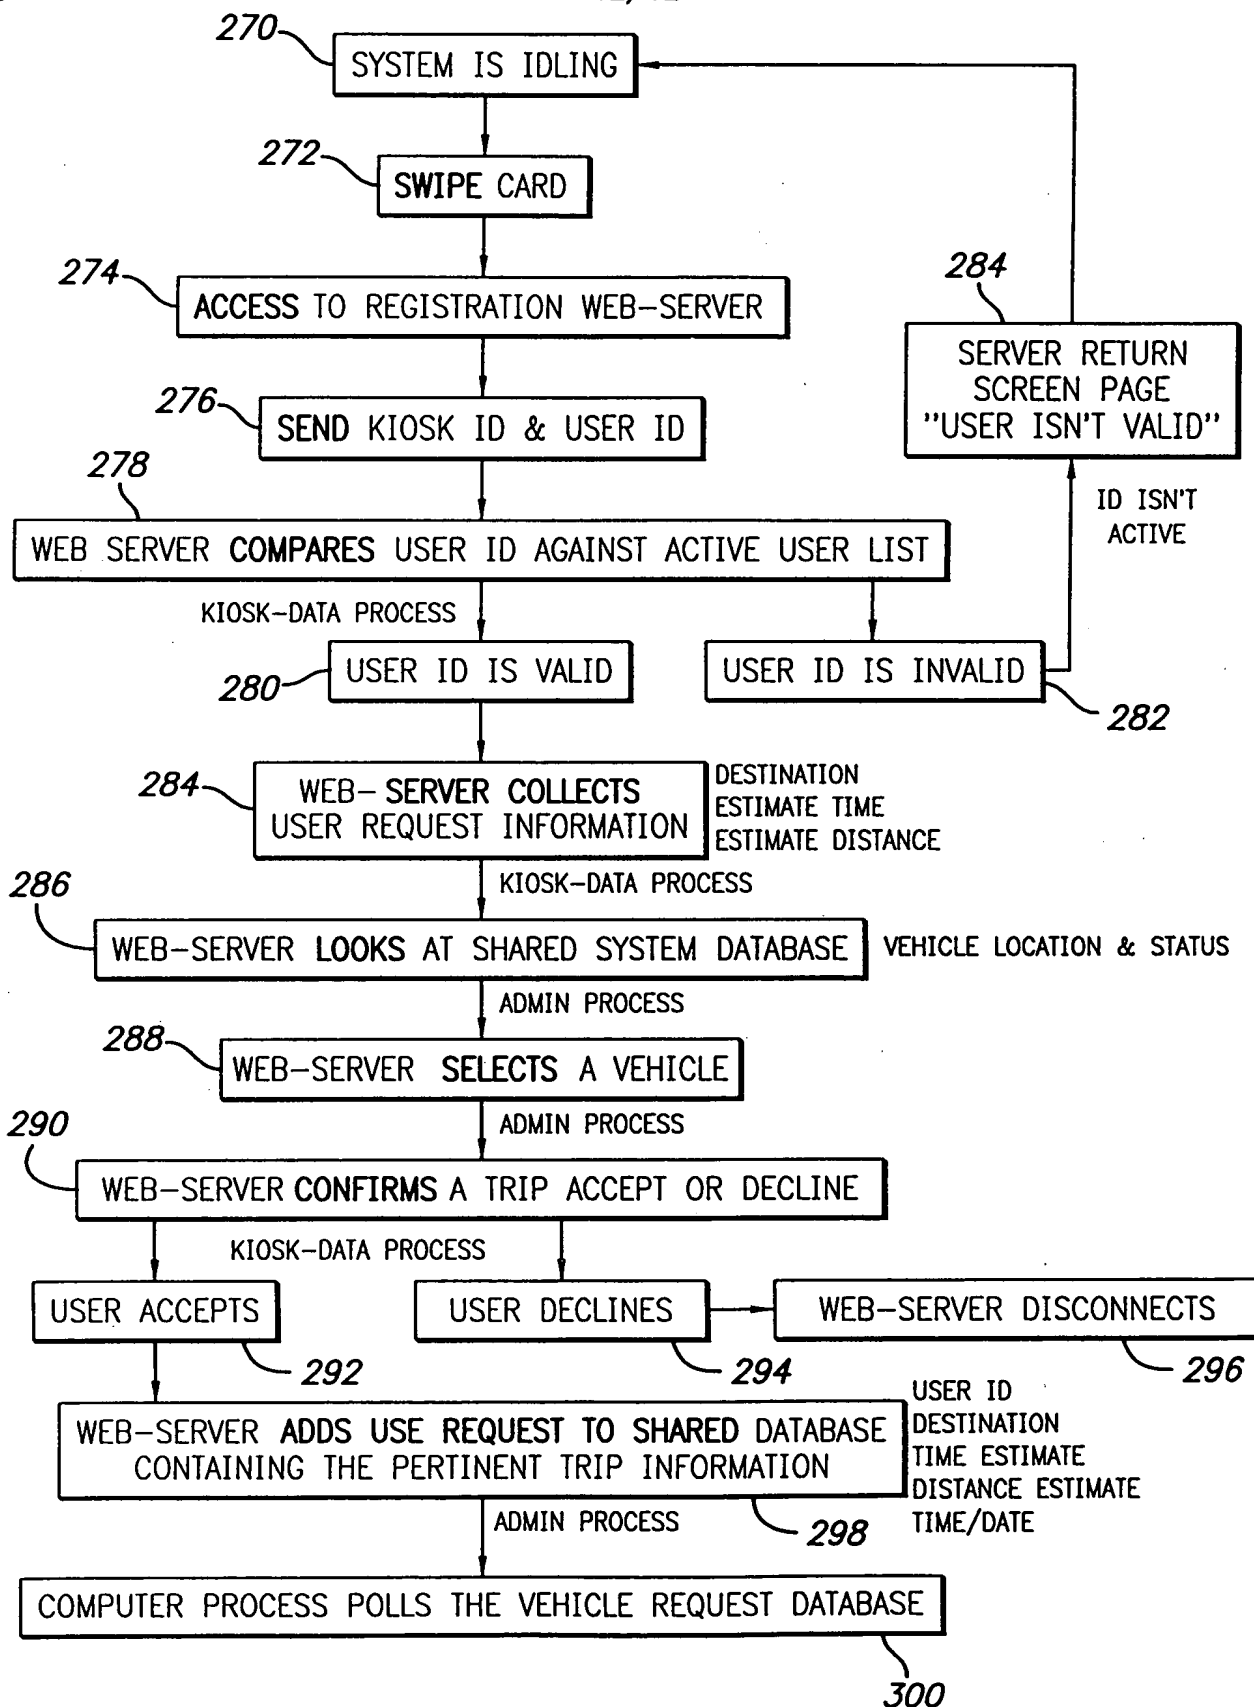 270
SYSTEM IS IDLING
272
SWIPE CARD
274
ACCESS TO REGISTRATION WEB-SERVER
284
SERVER RETURN
SCREEN PAGE
"USER ISN'T VALID"
276
SEND KIOSK ID & USER ID
ID ISN'T
ACTIVE
278
WEB SERVER COMPARES USER ID AGAINST ACTIVE USER LIST
KIOSK-DATA PROCESS
280
USER ID IS VALID
USER ID IS INVALID
282
284
WEB- SERVER COLLECTS
USER REQUEST INFORMATION
DESTINATION
ESTIMATE TIME
ESTIMATE DISTANCE
KIOSK-DATA PROCESS
286
WEB-SERVER LOOKS AT SHARED SYSTEM DATABASE
VEHICLE LOCATION & STATUS
ADMIN PROCESS
288
WEB-SERVER SELECTS A VEHICLE
ADMIN PROCESS
290
WEB-SERVER CONFIRMS A TRIP ACCEPT OR DECLINE
KIOSK-DATA PROCESS
USER ACCEPTS
292
USER DECLINES
294
WEB-SERVER DISCONNECTS
296
WEB-SERVER ADDS USE REQUEST TO SHARED DATABASE
CONTAINING THE PERTINENT TRIP INFORMATION
298
USER ID
DESTINATION
TIME ESTIMATE
DISTANCE ESTIMATE
TIME/DATE
ADMIN PROCESS
COMPUTER PROCESS POLLS THE VEHICLE REQUEST DATABASE
300